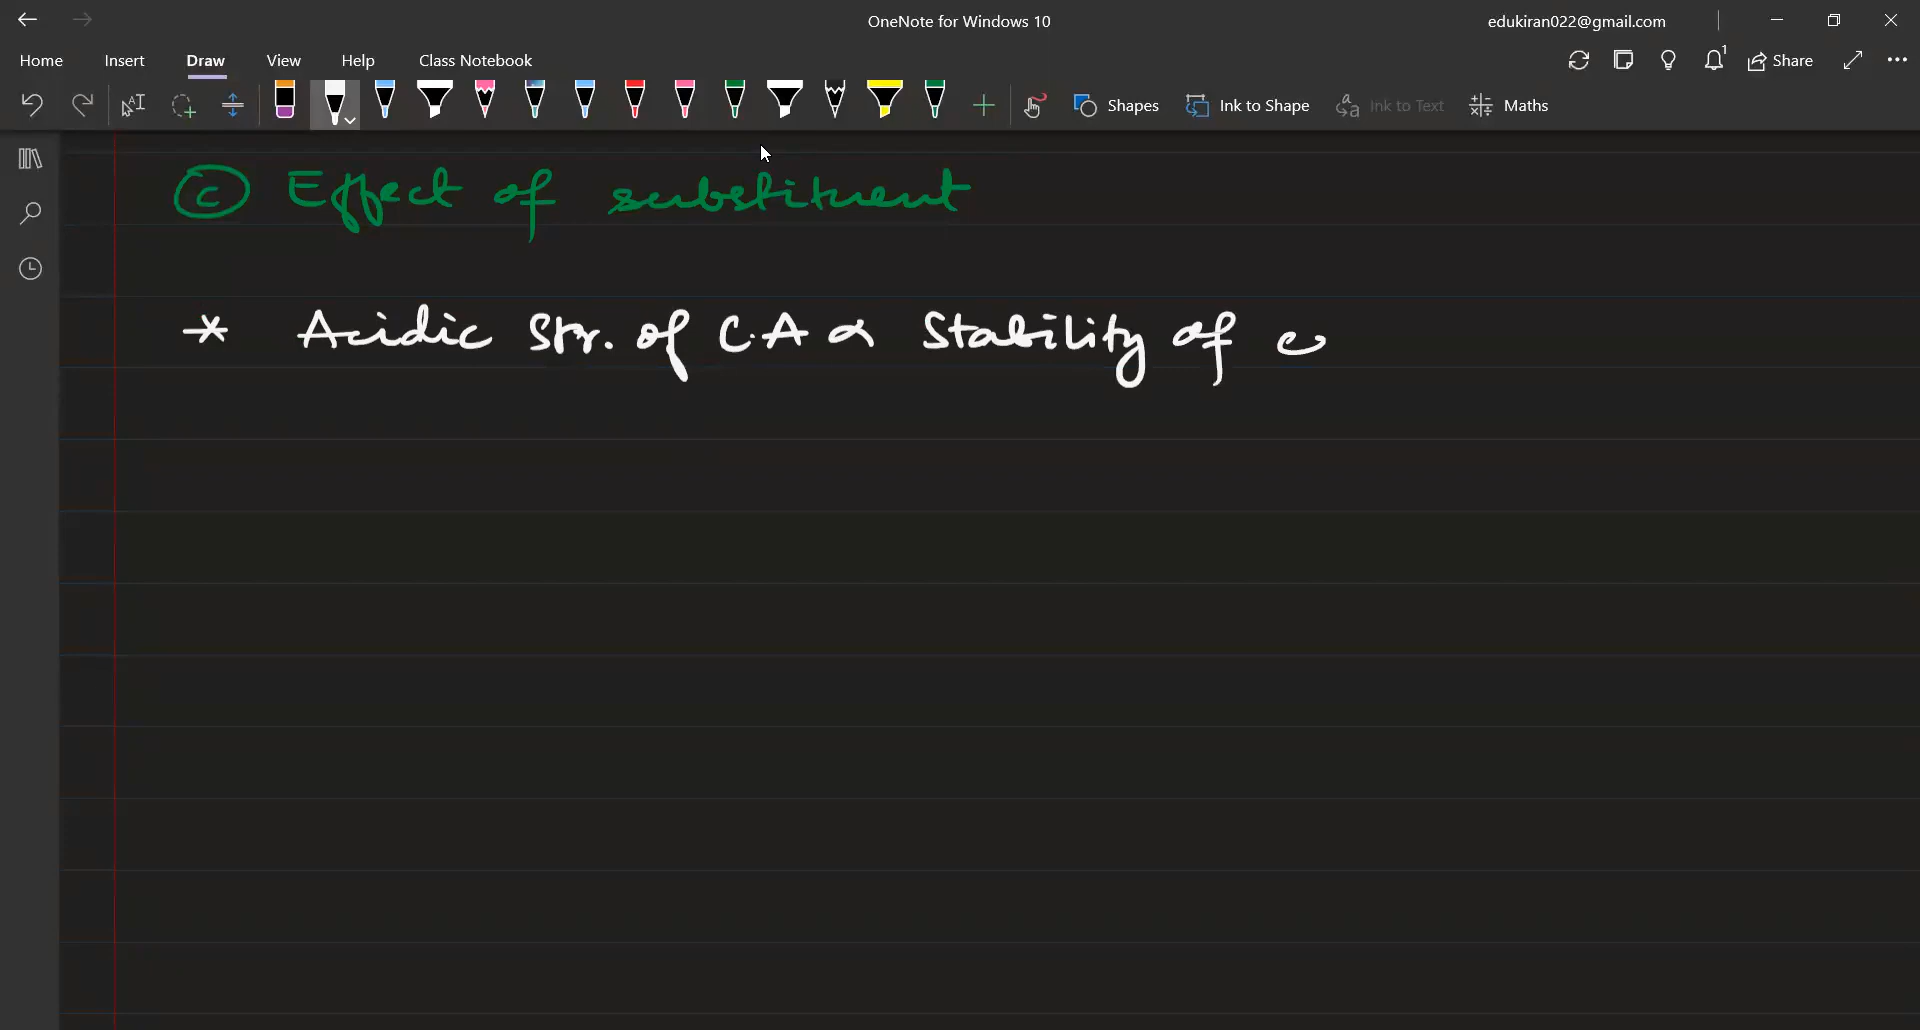 OneNote for Windows 10
edukiran022@gmail.com
Home Insert Draw View Help Class Notebook
1 Share
Shapes Ink to Shape Ink to Text Maths
(C) Effect of substituent
* Acidic Str. of C.A ∝ Stability of